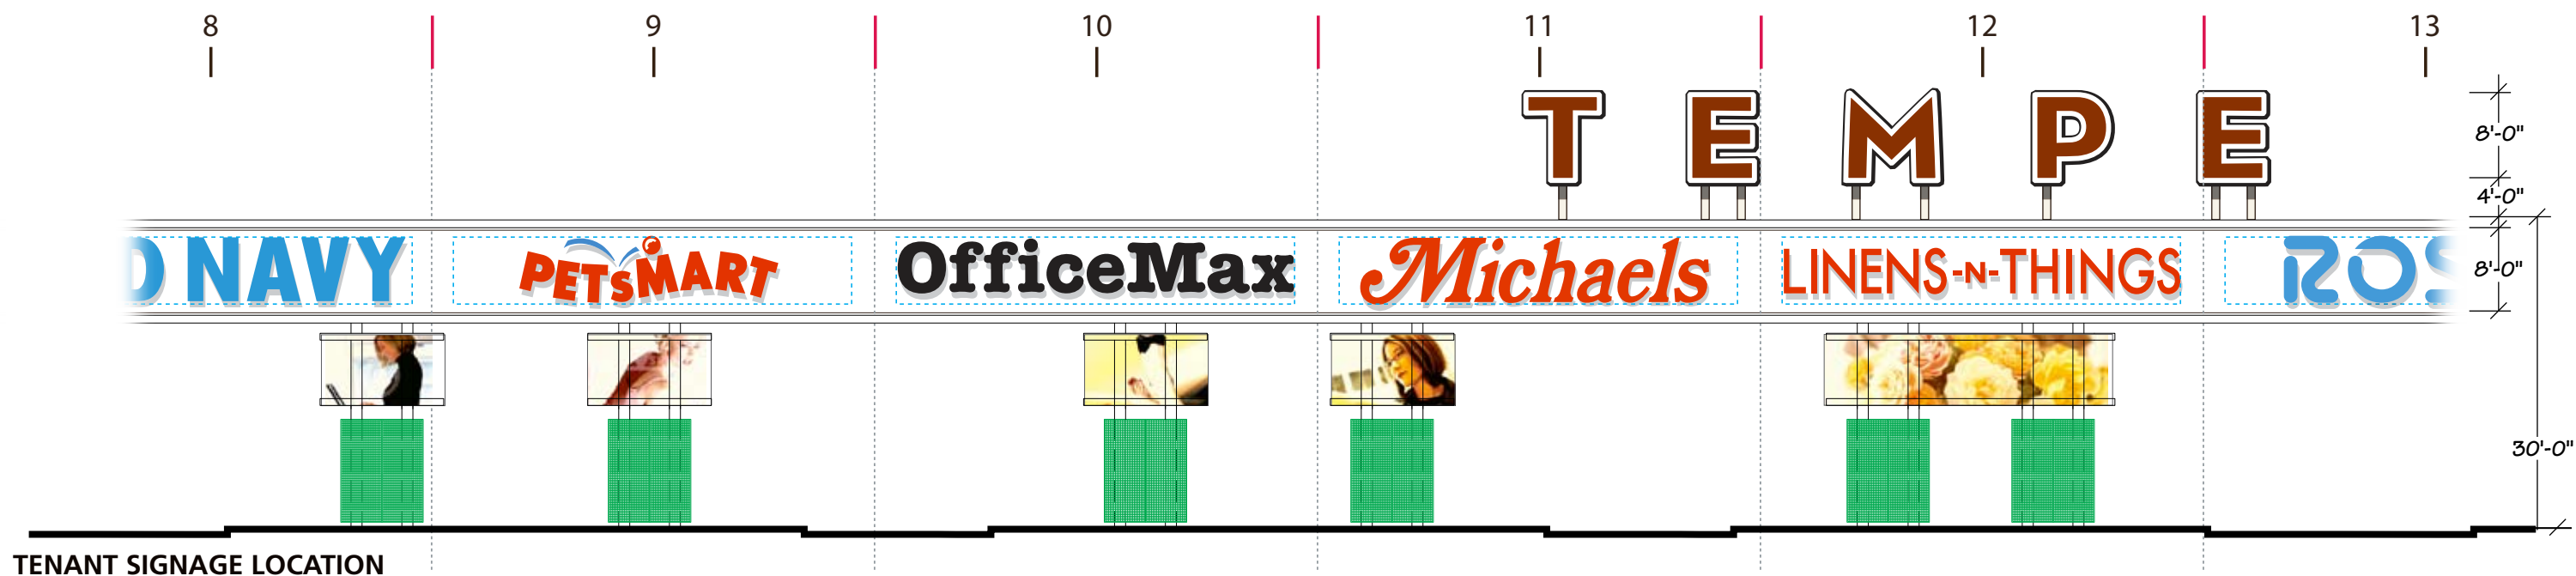 8 9 10 11 12 13
TEMPE
8'-0"
4'-0"
D NAVY PETSMART OfficeMax Michaels LINENS-N-THINGS ROS
8'-0"
30'-0"
TENANT SIGNAGE LOCATION